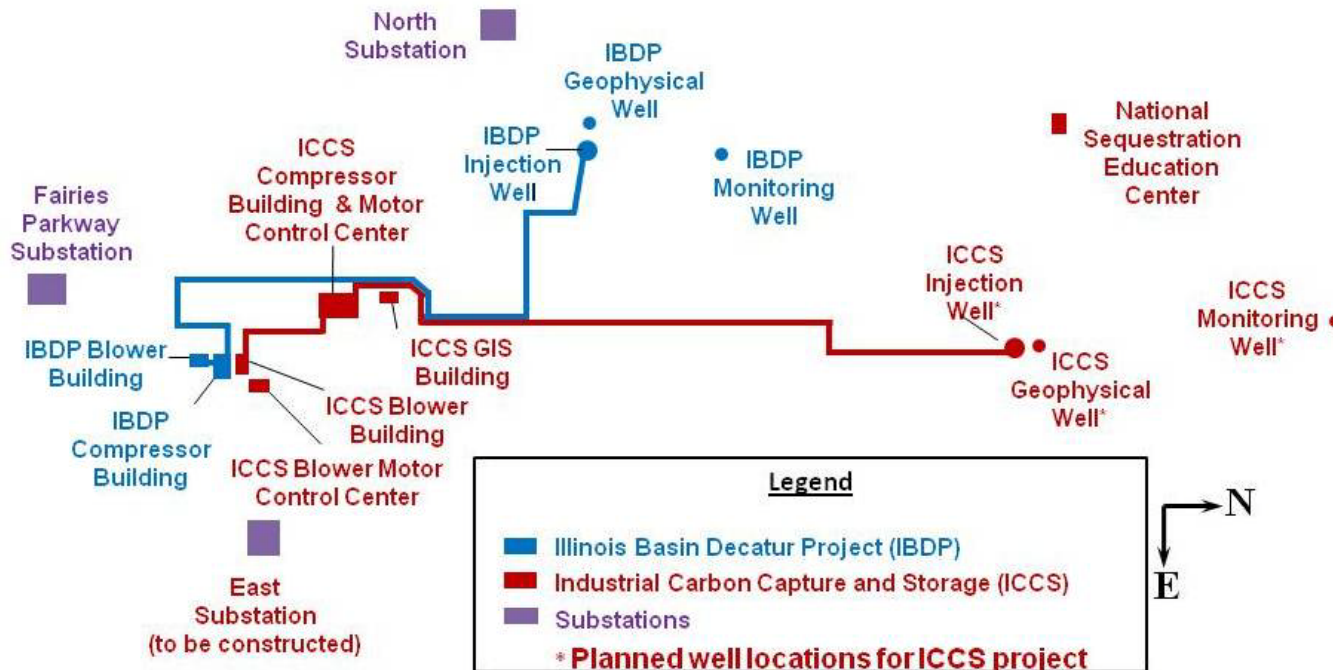 North
Substation
IBDP
Geophysical
Well
IBDP
Injection
Well
IBDP
Monitoring
Well
National
Sequestration
Education
Center
ICCS
Compressor
Building & Motor
Control Center
Fairies
Parkway
Substation
ICCS
Injection
Well*
ICCS
Monitoring
Well*
IBDP Blower
Building
ICCS GIS
Building
ICCS
Geophysical
Well*
IBDP
Compressor
Building
ICCS Blower
Building
ICCS Blower Motor
Control Center
East
Substation
(to be constructed)
Legend
Illinois Basin Decatur Project (IBDP)
Industrial Carbon Capture and Storage (ICCS)
Substations
* Planned well locations for ICCS project
N
E